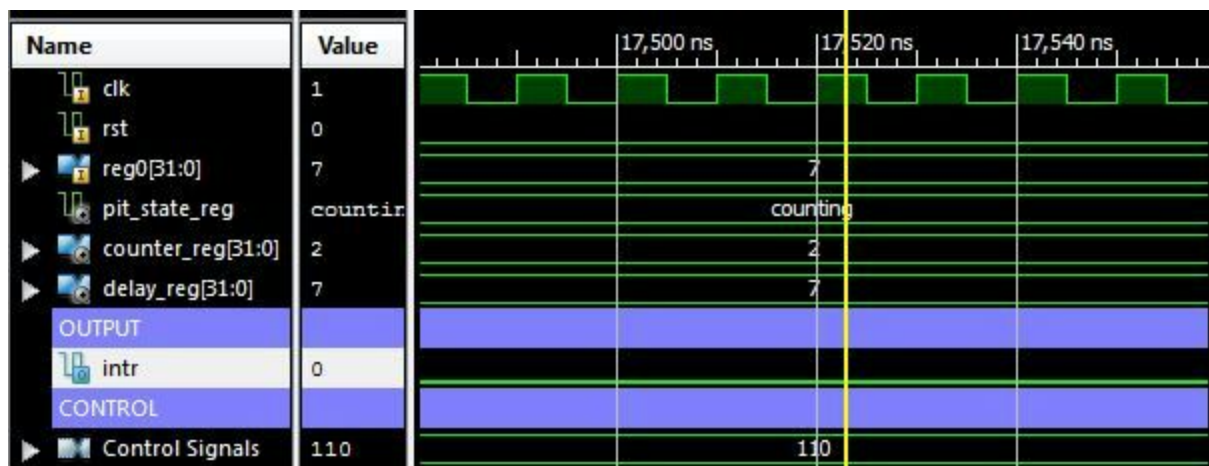 Name Value 17,500 ns 17,520 ns 17,540 ns
clk 1
rst 0
reg0[31:0] 7 7
pit_state_reg countin counting
counter_reg[31:0] 2 2
delay_reg[31:0] 7 7
OUTPUT
intr 0
CONTROL
Control Signals 110 110